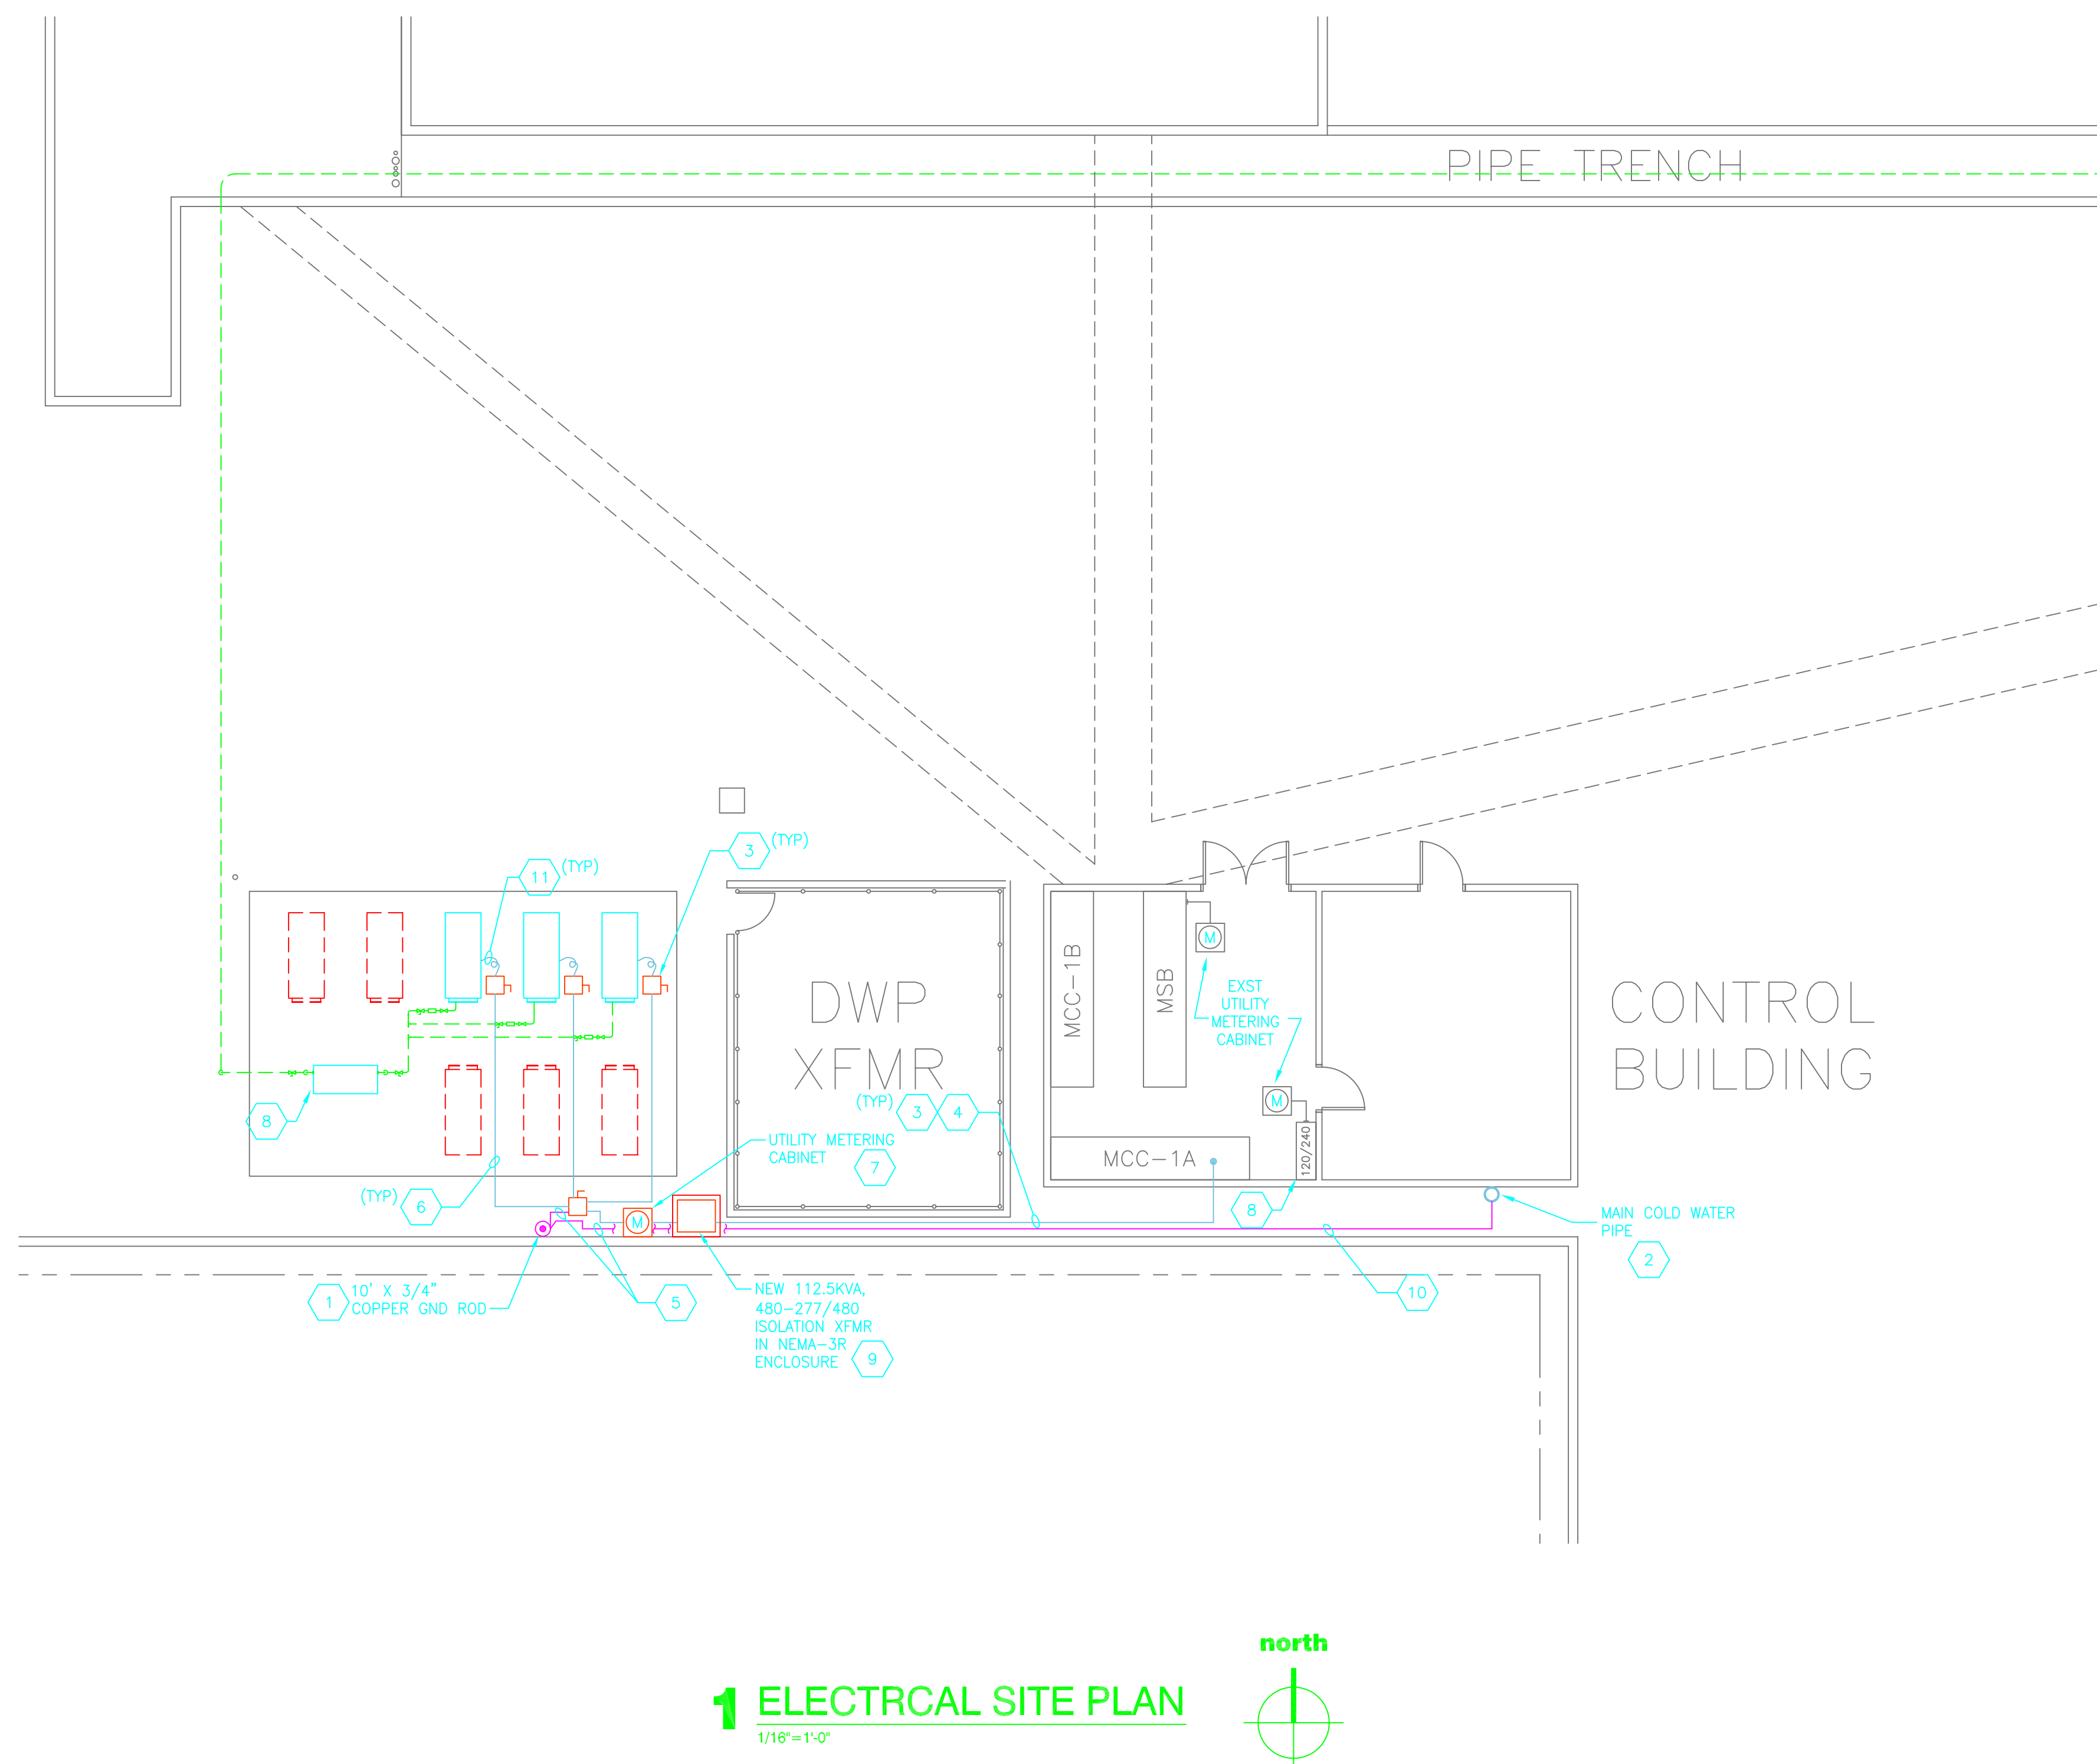 PIPE TRENCH
11
(TYP)
3
(TYP)
DWP
XFMR
MCC-1B
MSB
M
EXST
UTILITY
METERING
CABINET
M
CONTROL
BUILDING
8
(TYP)
3
4
UTILITY METERING
CABINET
7
MCC-1A
120/240
8
(TYP)
6
M
MAIN COLD WATER
PIPE
2
1
10' X 3/4"
COPPER GND ROD
5
NEW 112.5KVA,
480-277/480
ISOLATION XFMR
IN NEMA-3R
ENCLOSURE
9
10
north
1 ELECTRCAL SITE PLAN
1/16"=1'-0"